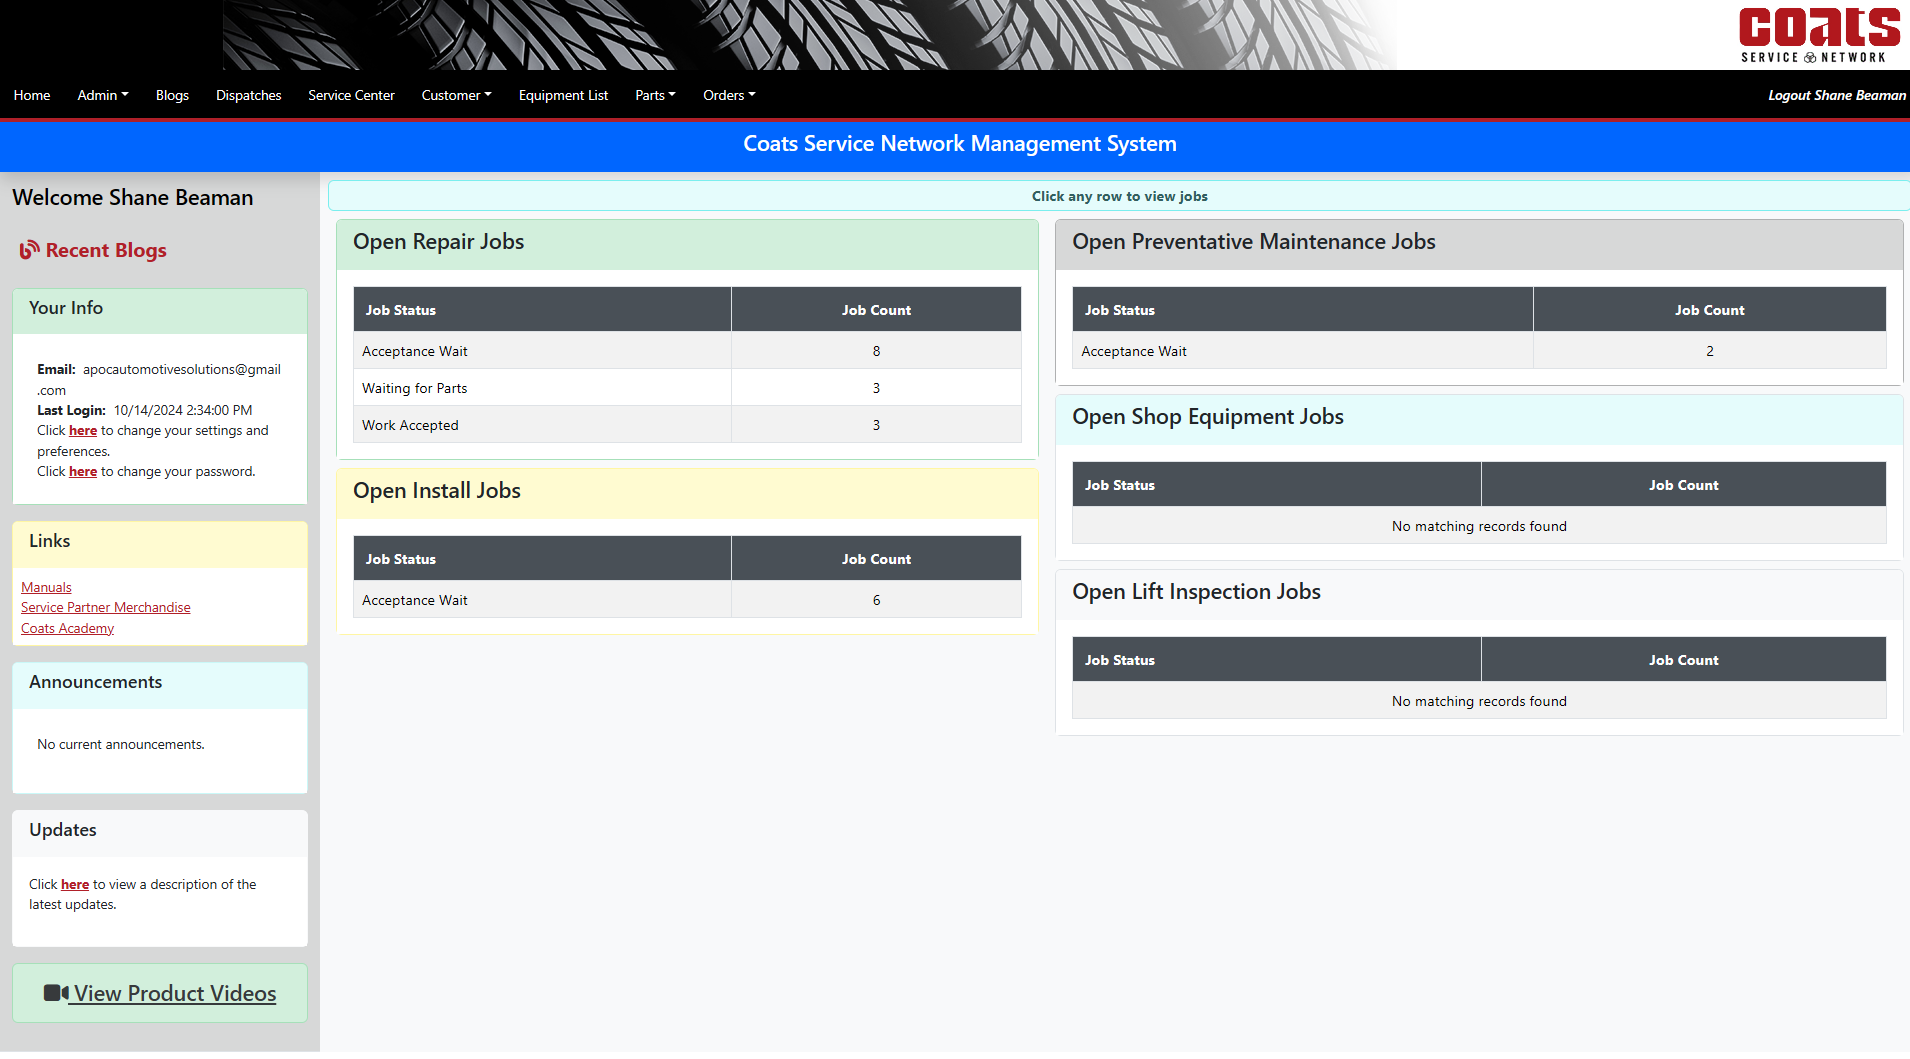 coats
SERVICE NETWORK
Home Admin Blogs Dispatches Service Center Customer Equipment List Parts Orders Logout Shane Beaman
Coats Service Network Management System
Welcome Shane Beaman
Recent Blogs
Your Info
Email: apocautomotivesolutions@gmail
.com
Last Login: 10/14/2024 2:34:00 PM
Click here to change your settings and
preferences.
Click here to change your password.
Links
Manuals
Service Partner Merchandise
Coats Academy
Announcements
No current announcements.
Updates
Click here to view a description of the
latest updates.
View Product Videos
Click any row to view jobs
Open Repair Jobs
Job Status Job Count
Acceptance Wait 8
Waiting for Parts 3
Work Accepted 3
Open Install Jobs
Job Status Job Count
Acceptance Wait 6
Open Preventative Maintenance Jobs
Job Status Job Count
Acceptance Wait 2
Open Shop Equipment Jobs
Job Status Job Count
No matching records found
Open Lift Inspection Jobs
Job Status Job Count
No matching records found